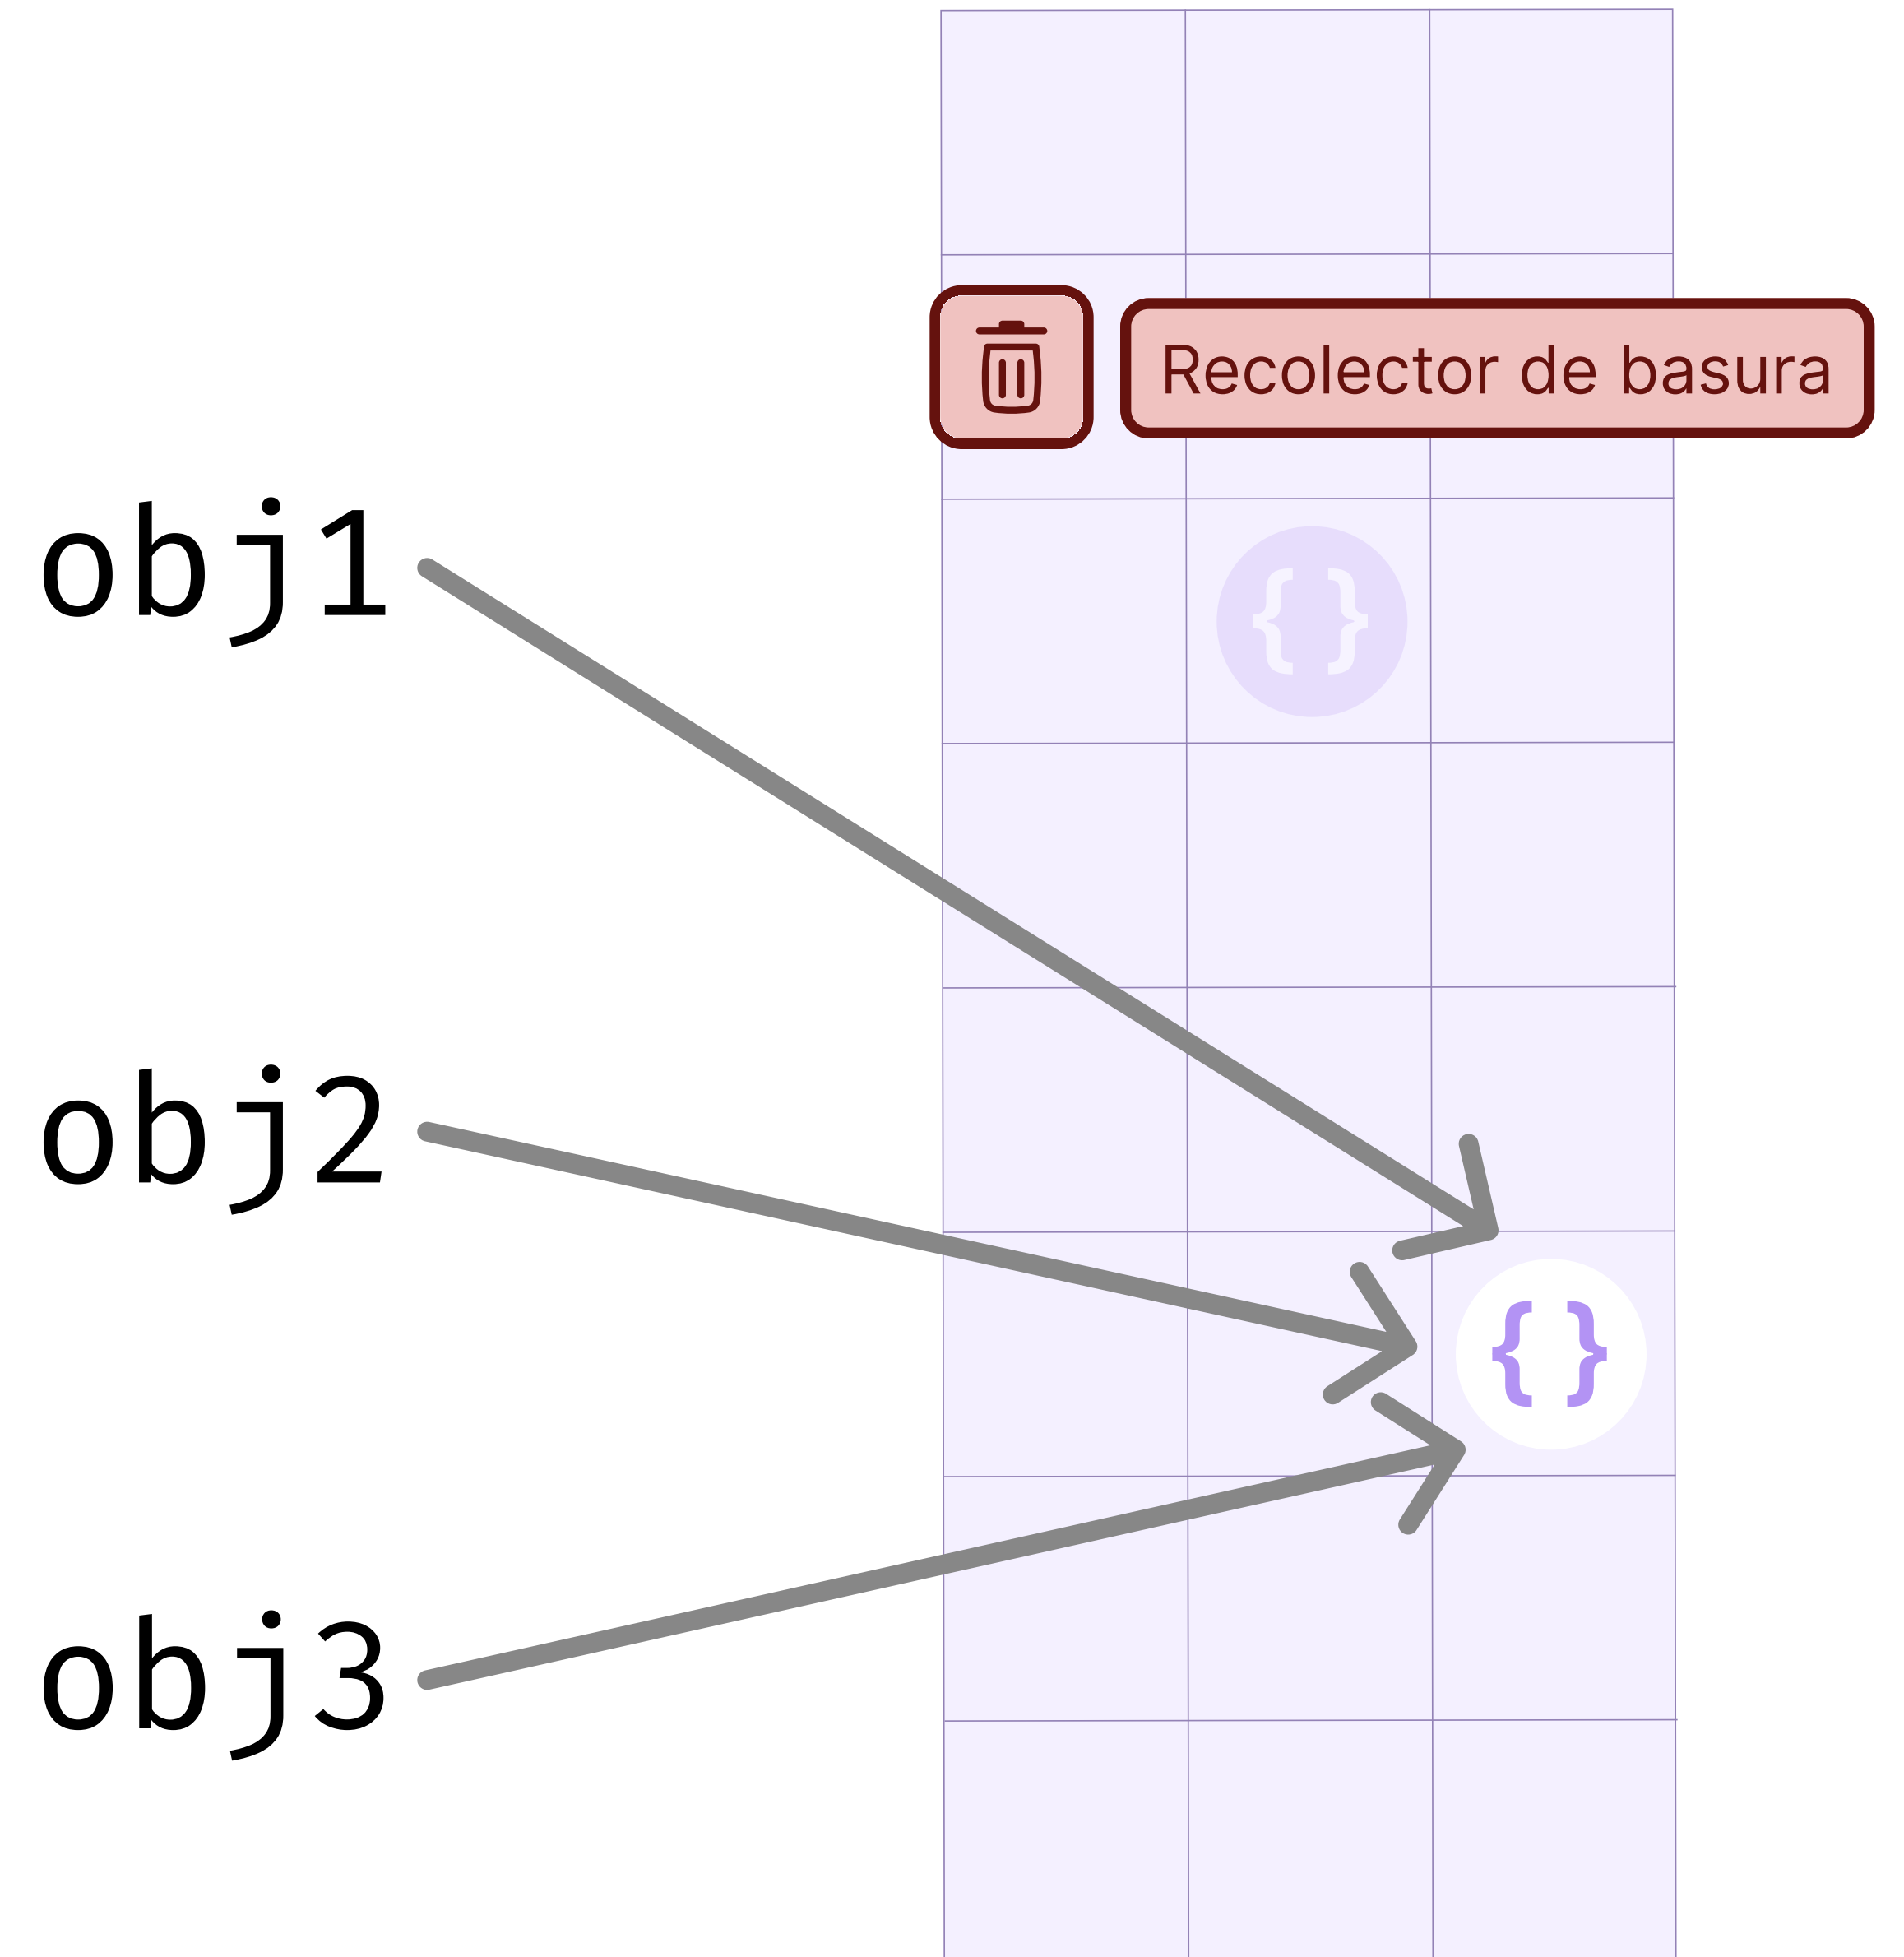 Recolector de basura
obj1
{ }
obj2
{ }
obj3